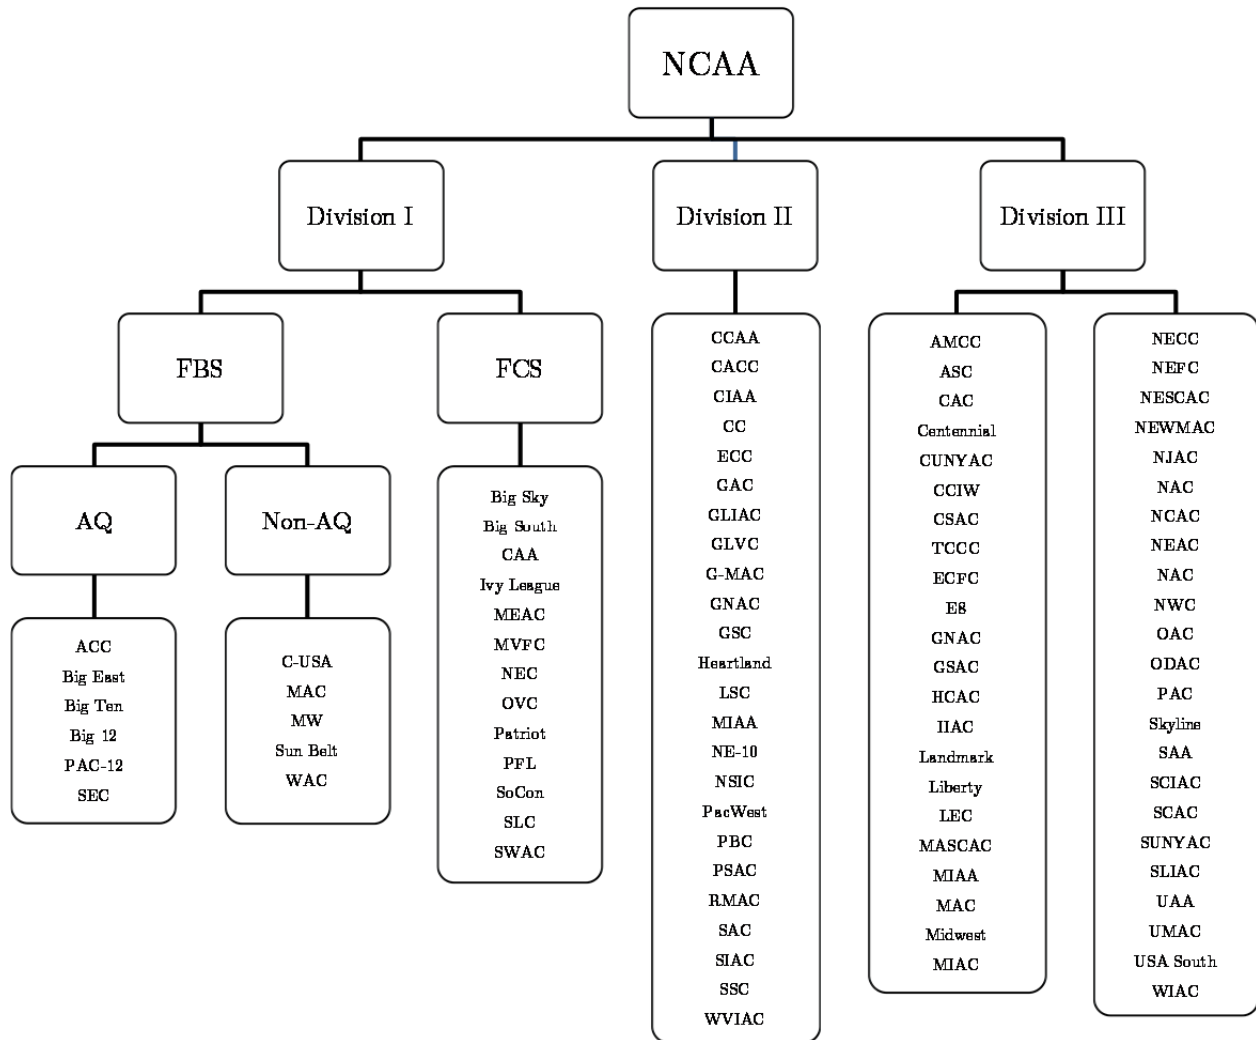 NCAA
Division I
Division II
Division III
FBS
FCS
AQ
Non-AQ
ACC
Big East
Big Ten
Big 12
PAC-12
SEC
C-USA
MAC
MW
Sun Belt
WAC
Big Sky
Big South
CAA
Ivy League
MEAC
MVFC
NEC
OVC
Patriot
PFL
SoCon
SLC
SWAC
CCAA
CACC
CIAA
CC
ECC
GAC
GLIAC
GLVC
G-MAC
GNAC
GSC
Heartland
LSC
MIAA
NE-10
NSIC
PacWest
PBC
PSAC
RMAC
SAC
SIAC
SSC
WVIAC
AMCC
ASC
CAC
Centennial
CUNYAC
CCIW
CSAC
TCCC
ECFC
E8
GNAC
GSAC
HCAC
IIAC
Landmark
Liberty
LEC
MASCAC
MIAA
MAC
Midwest
MIAC
NECC
NEFC
NESCAC
NEWMAC
NJAC
NAC
NCAC
NEAC
NAC
NWC
OAC
ODAC
PAC
Skyline
SAA
SCIAC
SCAC
SUNYAC
SLIAC
UAA
UMAC
USA South
WIAC